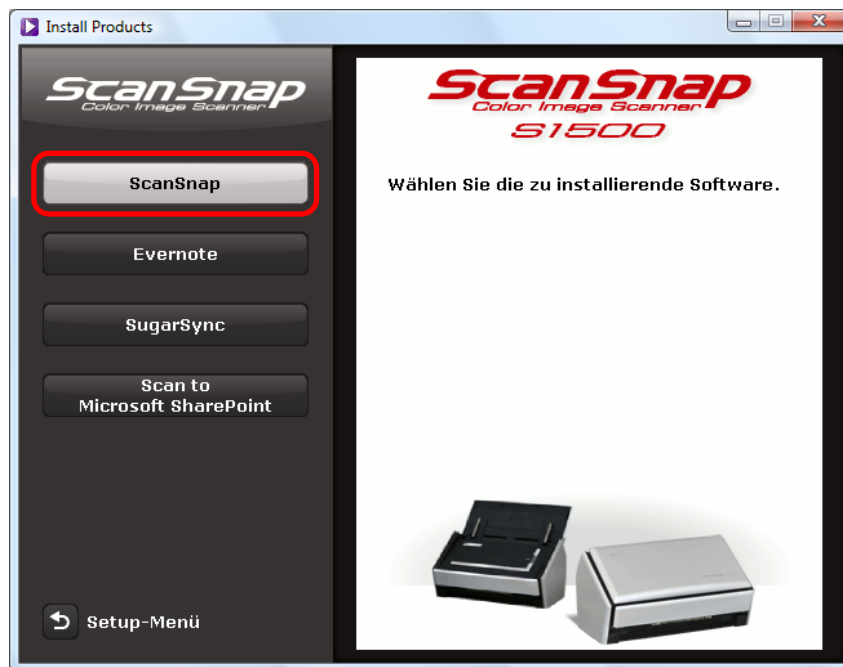 Install Products
ScanSnap
Color Image Scanner
ScanSnap
Evernote
SugarSync
Scan to
Microsoft SharePoint
Setup-Menü
ScanSnap
Color Image Scanner
S1500
Wählen Sie die zu installierende Software.